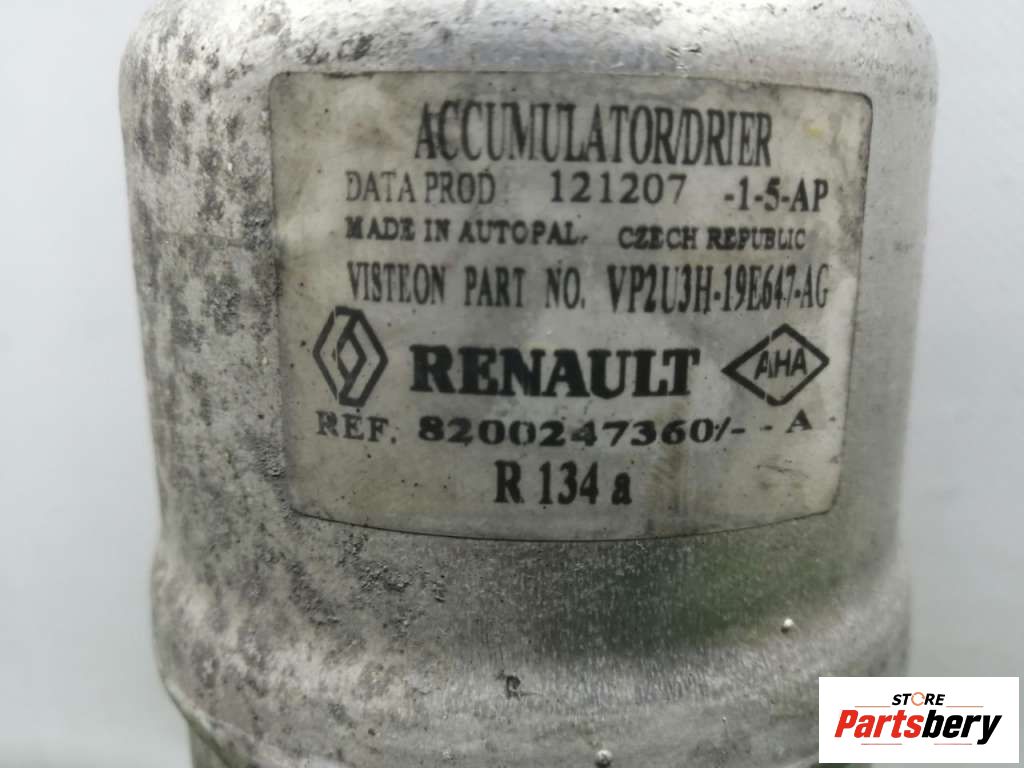 ACCUMULATOR/DRIER
DATA PROD 121207 -1-5-AP
MADE IN AUTOPAL. CZECH REPUBLIC
VISTEON PART NO. VP2U3H-19E647-AG
RENAULT AHA
REF. 8200247360/- - A
R 134 a
STORE
Partsbery